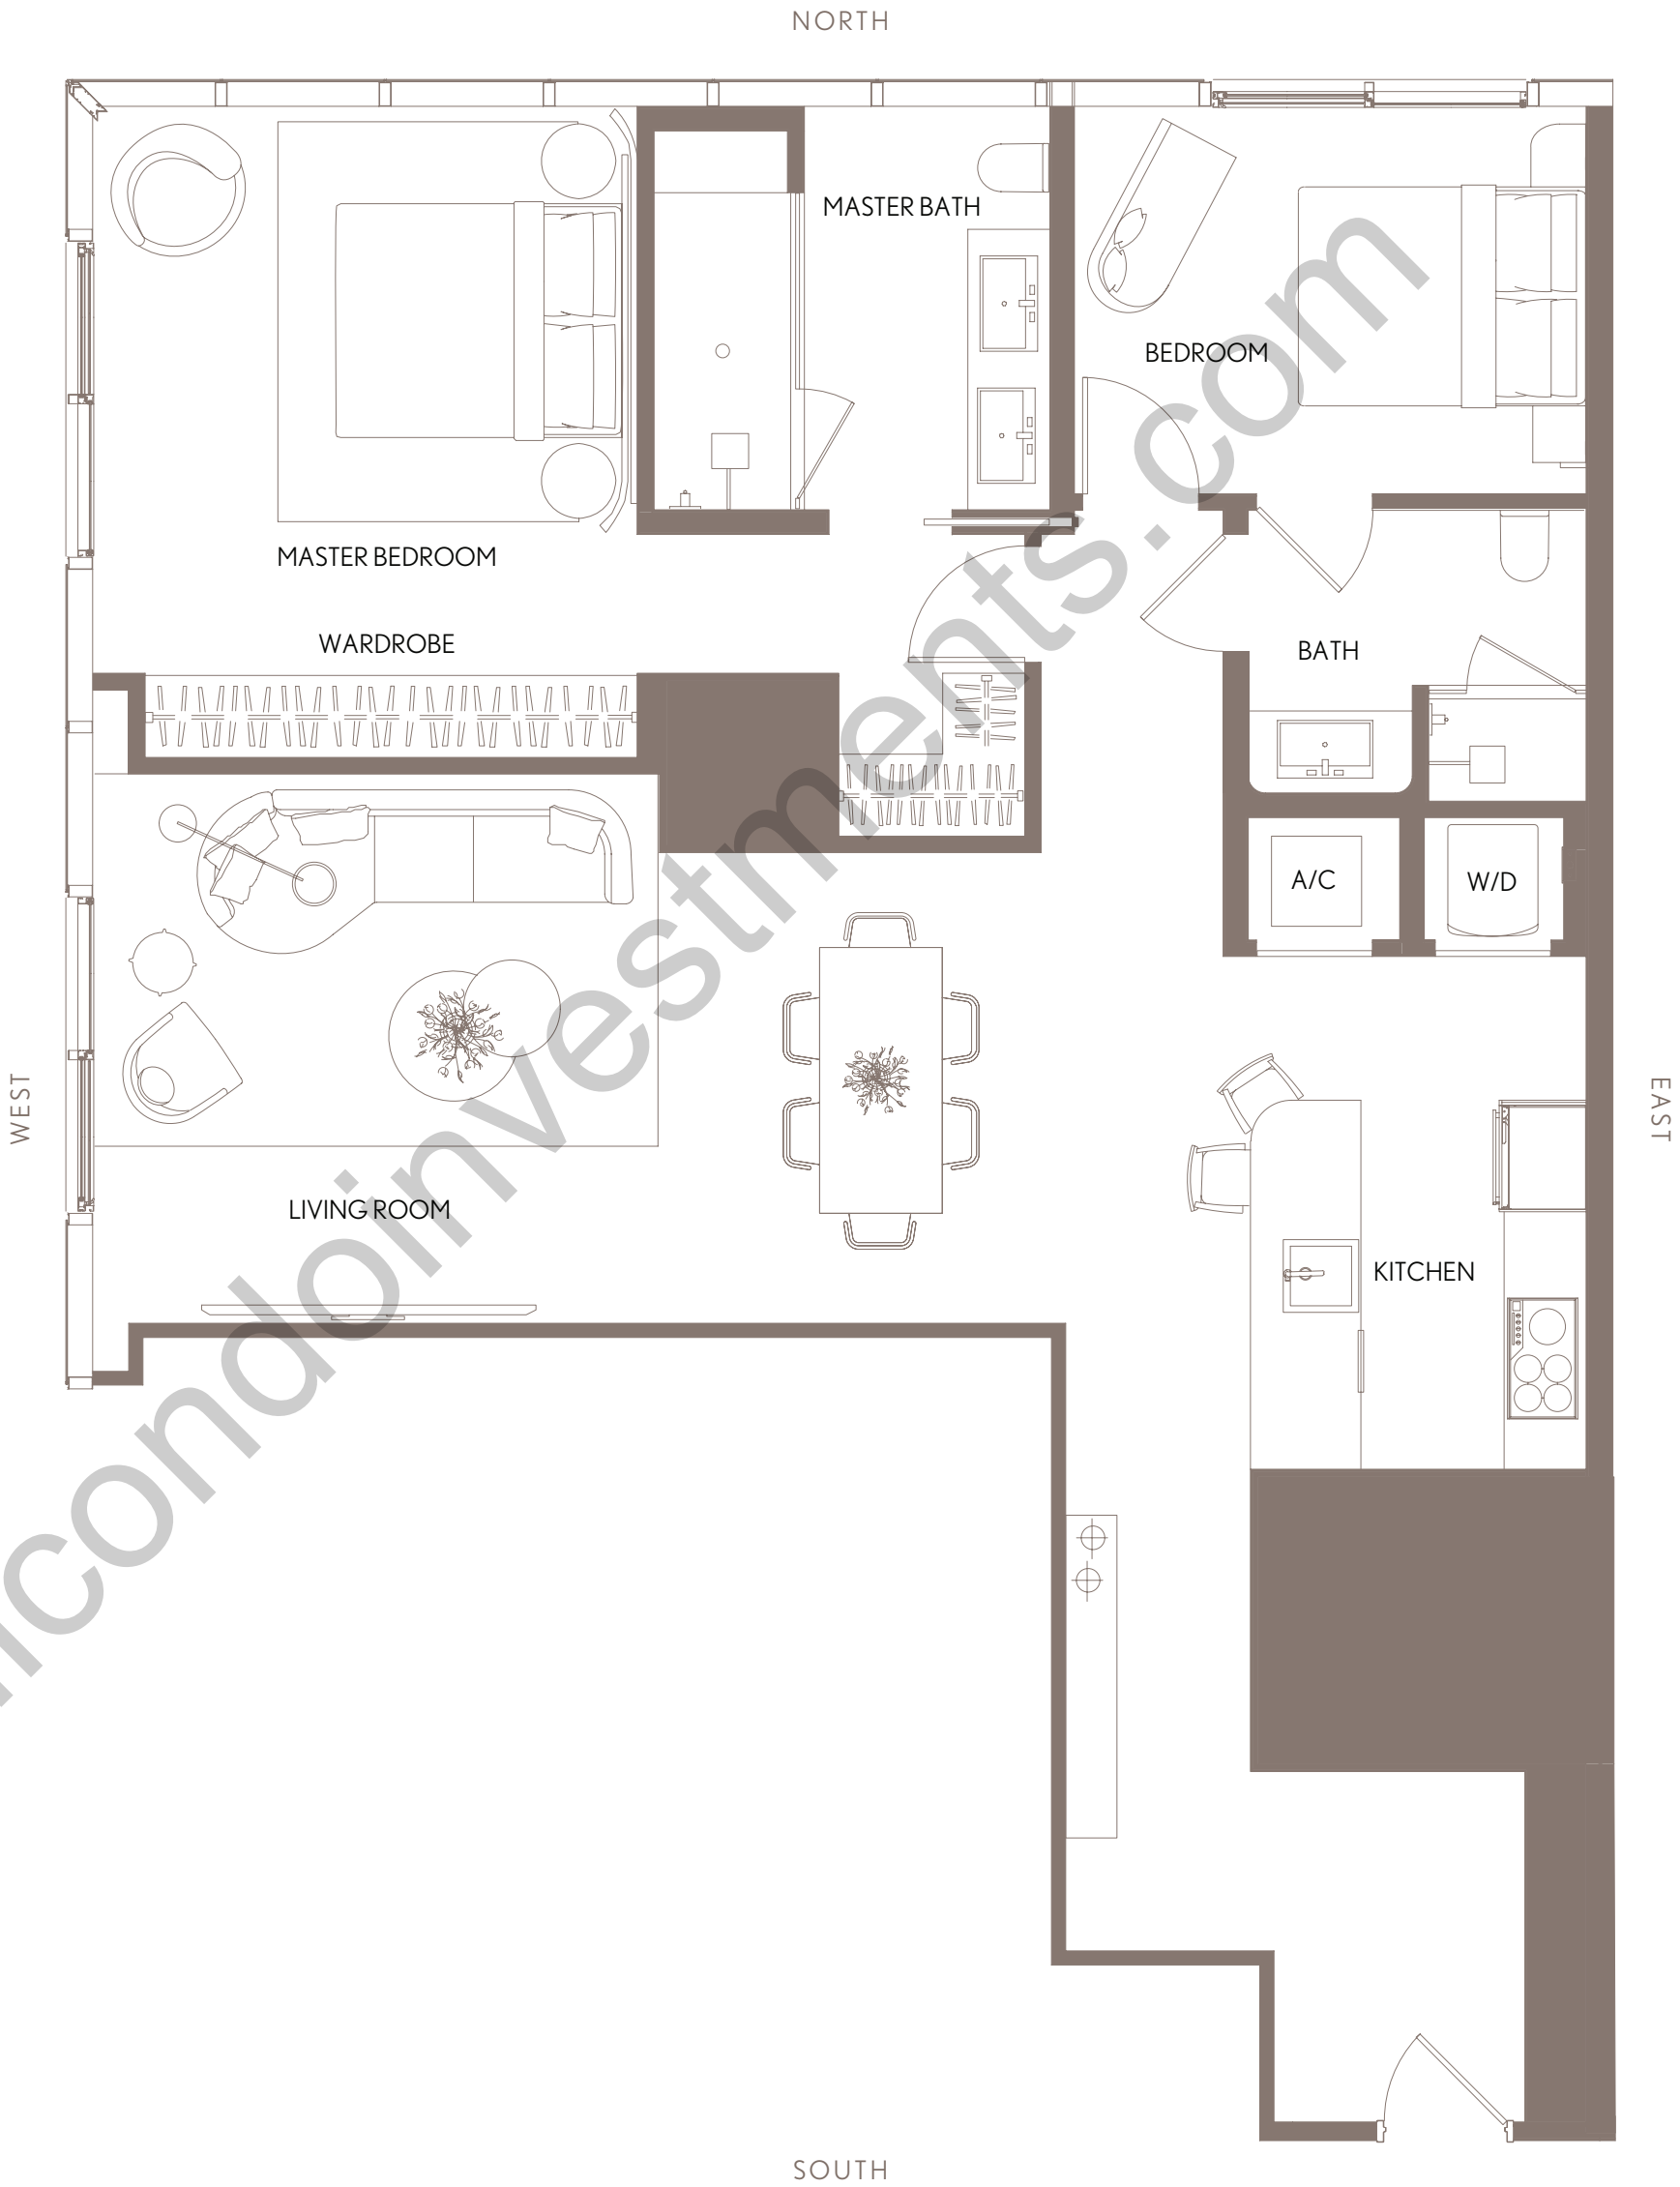 NORTH
MASTER BATH
BEDROOM
MASTER BEDROOM
WARDROBE
BATH
A/C
W/D
WEST
EAST
LIVING ROOM
KITCHEN
SOUTH
condoinvestments.com